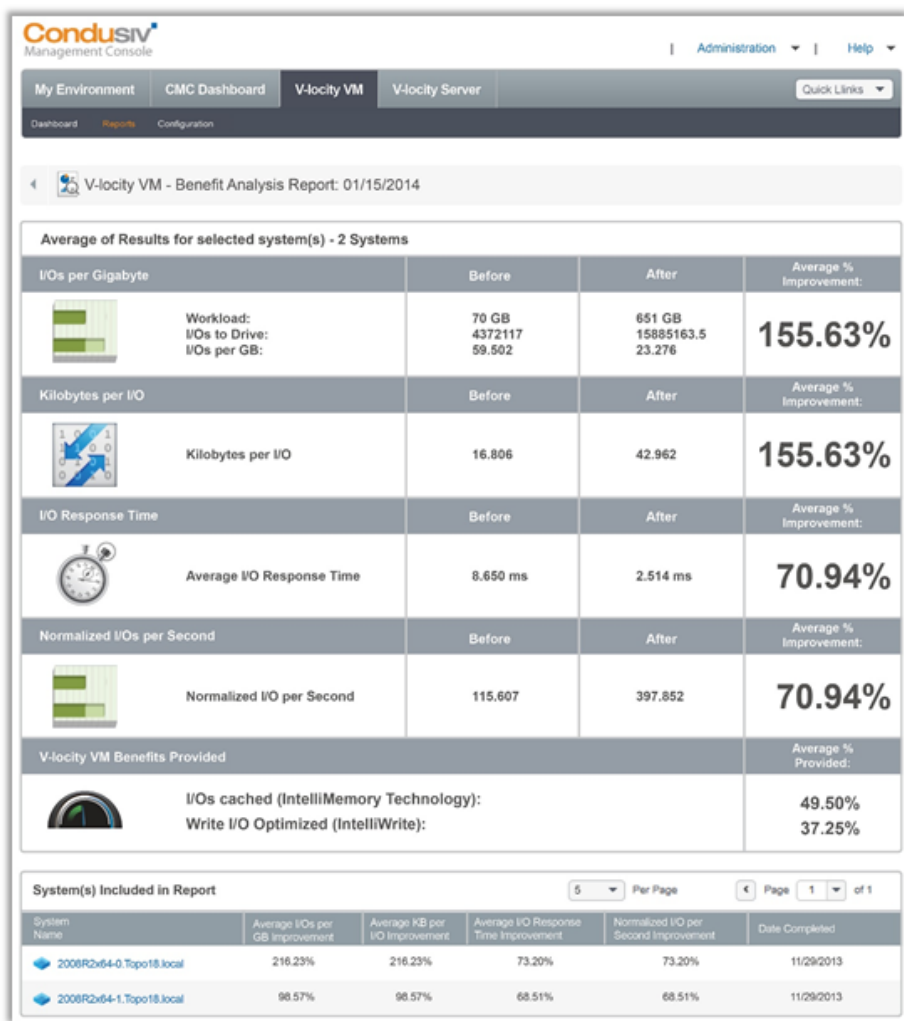 Condusiv
Management Console
| Administration | Help
My Environment CMC Dashboard V-locity VM V-locity Server Quick Llinks
Dashboard Reports Configuration
V-locity VM - Benefit Analysis Report: 01/15/2014
Average of Results for selected system(s) - 2 Systems
I/Os per Gigabyte Before After Average % Improvement:
Workload: 70 GB 651 GB
I/Os to Drive: 4372117 15885163.5
I/Os per GB: 59.502 23.276
155.63%
Kilobytes per I/O Before After Average % Improvement:
Kilobytes per I/O 16.806 42.962 155.63%
I/O Response Time Before After Average % Improvement:
Average I/O Response Time 8.650 ms 2.514 ms 70.94%
Normalized I/Os per Second Before After Average % Improvement:
Normalized I/O per Second 115.607 397.852 70.94%
V-locity VM Benefits Provided Average % Provided:
I/Os cached (IntelliMemory Technology): 49.50%
Write I/O Optimized (IntelliWrite): 37.25%
System(s) Included in Report 5 Per Page Page 1 of 1
System Name Average I/Os per GB Improvement Average KB per I/O Improvement Average I/O Response Time Improvement Normalized I/O per Second Improvement Date Completed
2008R2x64-0.Topo18.local 216.23% 216.23% 73.20% 73.20% 11/29/2013
2008R2x64-1.Topo18.local 98.57% 98.57% 68.51% 68.51% 11/29/2013